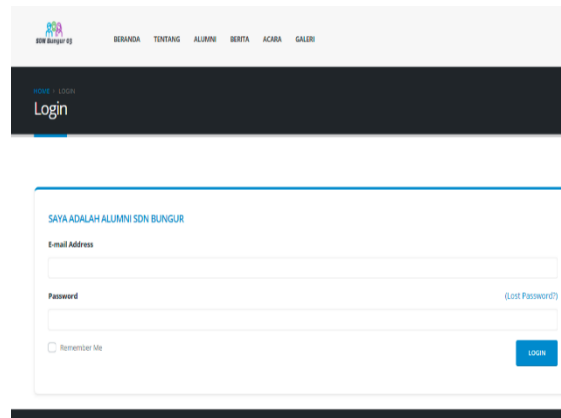 SDN Bungur 03
BERANDA TENTANG ALUMNI BERITA ACARA GALERI
HOME > LOGIN
Login
SAYA ADALAH ALUMNI SDN BUNGUR
E-mail Address
Password (Lost Password?)
Remember Me LOGIN